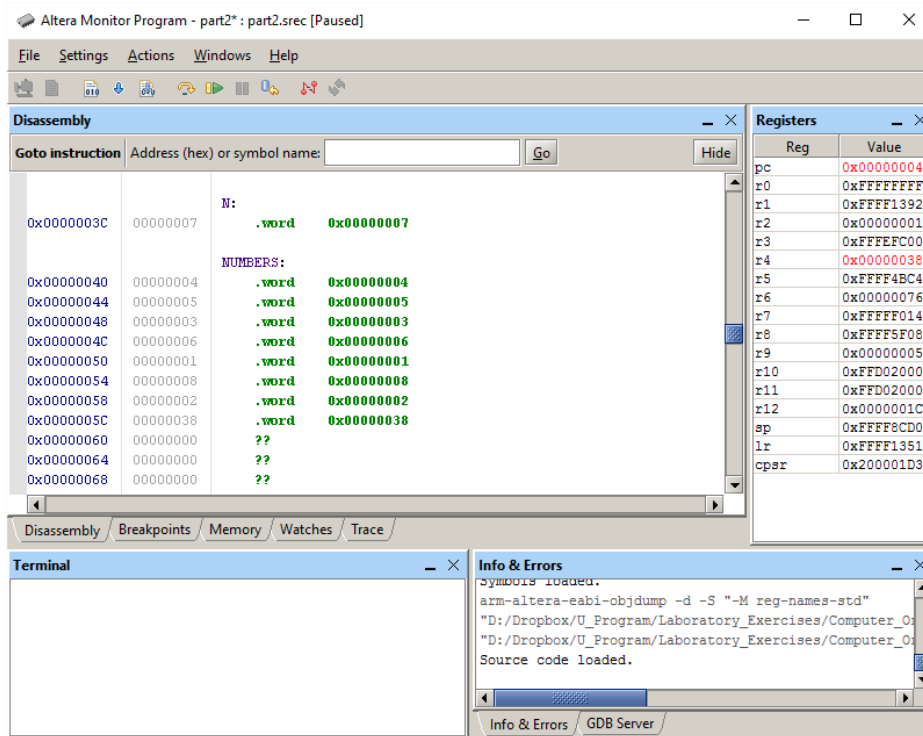 Altera Monitor Program - part2* : part2.srec [Paused]
File Settings Actions Windows Help
Disassembly
Goto instruction Address (hex) or symbol name: Go Hide
N:
0x0000003C 00000007 .word 0x00000007
NUMBERS:
0x00000040 00000004 .word 0x00000004
0x00000044 00000005 .word 0x00000005
0x00000048 00000003 .word 0x00000003
0x0000004C 00000006 .word 0x00000006
0x00000050 00000001 .word 0x00000001
0x00000054 00000008 .word 0x00000008
0x00000058 00000002 .word 0x00000002
0x0000005C 00000038 .word 0x00000038
0x00000060 00000000 ??
0x00000064 00000000 ??
0x00000068 00000000 ??
Disassembly Breakpoints Memory Watches Trace
Registers
Reg Value
pc 0x00000004
r0 0xFFFFFFFF
r1 0xFFFF1392
r2 0x00000001
r3 0xFFFEFC00
r4 0x00000038
r5 0xFFFF4BC4
r6 0x00000076
r7 0xFFFFF014
r8 0xFFFF5F08
r9 0x00000005
r10 0xFFD02000
r11 0xFFD02000
r12 0x0000001C
sp 0xFFFF8CD0
lr 0xFFFF1351
cpsr 0x200001D3
Terminal
Info & Errors
Symbols loaded.
arm-altera-eabi-objdump -d -S "-M reg-names-std"
"D:/Dropbox/U_Program/Laboratory_Exercises/Computer_O
"D:/Dropbox/U_Program/Laboratory_Exercises/Computer_O
Source code loaded.
Info & Errors GDB Server